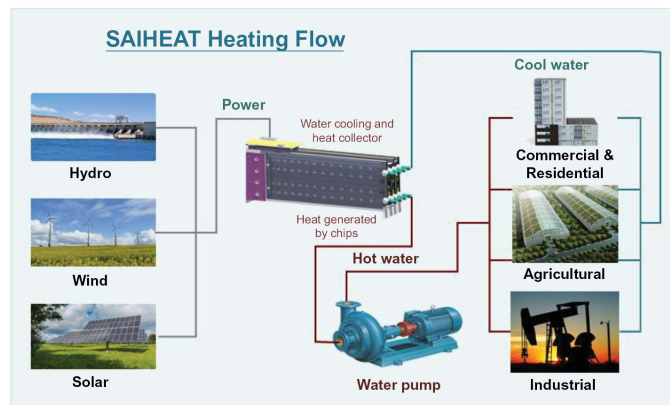 SAIHEAT Heating Flow
Hydro
Wind
Solar
Power
Water cooling and
heat collector
Heat generated
by chips
Hot water
Water pump
Cool water
Commercial &
Residential
Agricultural
Industrial